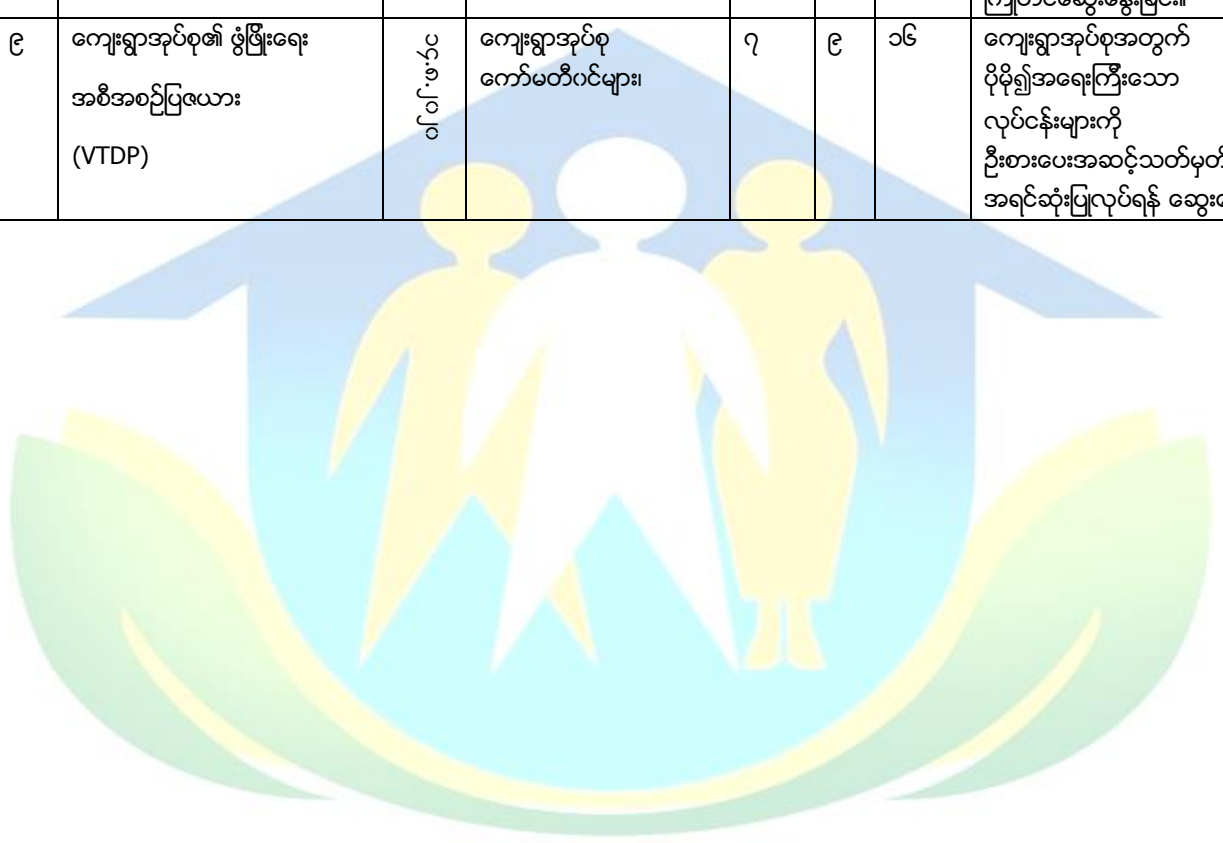 ၉
ကျေးရွာအုပ်စု၏ ဖွံ့ဖြိုးရေး
အစီအစဉ်ပြဇယား
(VTDP)
ကျေးရွာအုပ်စု
ကော်မတီဝင်များ၊
၇
၉
၁၆
ကျေးရွာအုပ်စုအတွက်
ပိုမို၍အရေးကြီးသော
လုပ်ငန်းများကို
ဦးစားပေးအဆင့်သတ်မှတ်
အရင်ဆုံးပြုလုပ်ရန်